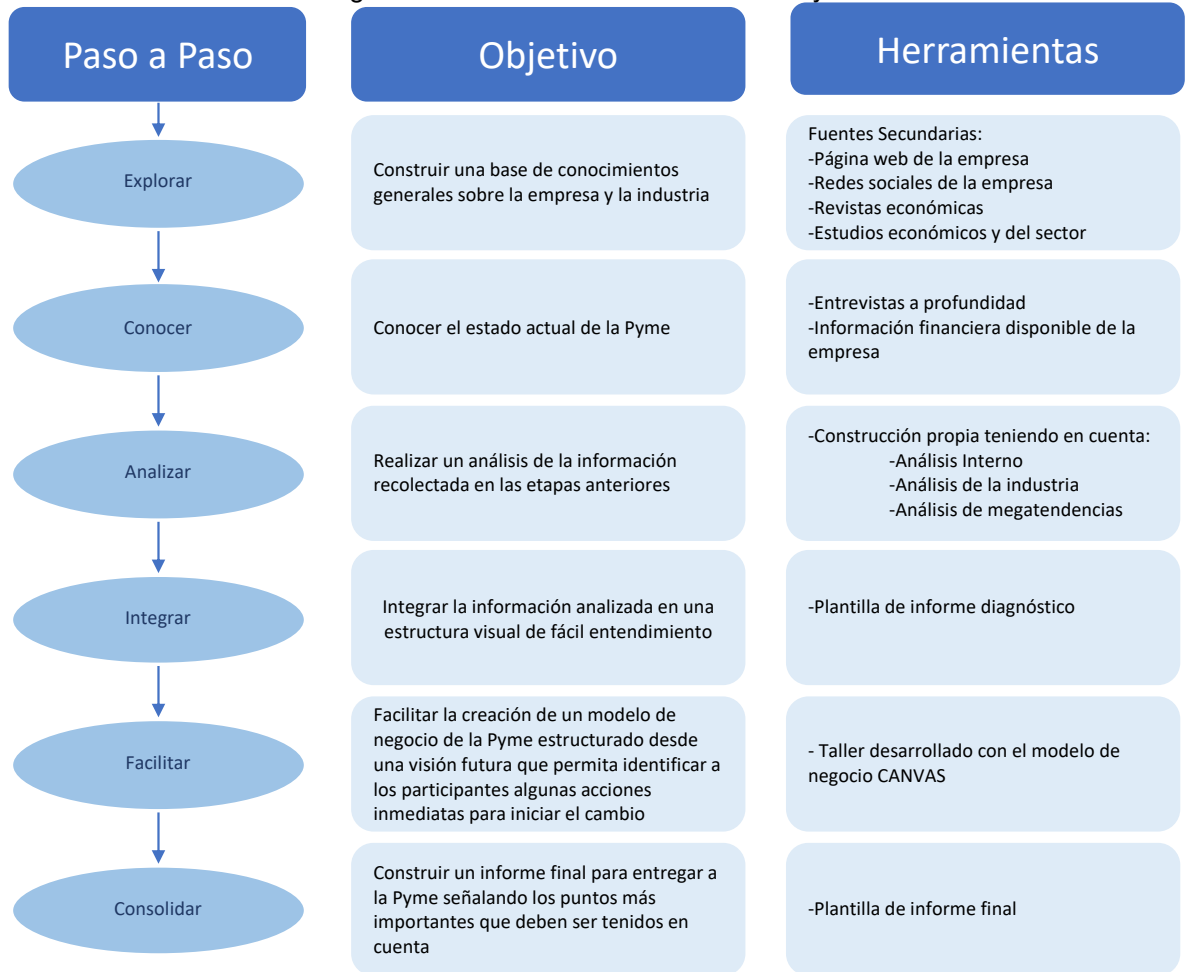 Paso a Paso
Objetivo
Herramientas
Explorar
Construir una base de conocimientos
generales sobre la empresa y la industria
Fuentes Secundarias:
-Página web de la empresa
-Redes sociales de la empresa
-Revistas económicas
-Estudios económicos y del sector
Conocer
Conocer el estado actual de la Pyme
-Entrevistas a profundidad
-Información financiera disponible de la
empresa
Analizar
Realizar un análisis de la información
recolectada en las etapas anteriores
-Construcción propia teniendo en cuenta:
-Análisis Interno
-Análisis de la industria
-Análisis de megatendencias
Integrar
Integrar la información analizada en una
estructura visual de fácil entendimiento
-Plantilla de informe diagnóstico
Facilitar
Facilitar la creación de un modelo de
negocio de la Pyme estructurado desde
una visión futura que permita identificar a
los participantes algunas acciones
inmediatas para iniciar el cambio
- Taller desarrollado con el modelo de
negocio CANVAS
Consolidar
Construir un informe final para entregar a
la Pyme señalando los puntos más
importantes que deben ser tenidos en
cuenta
-Plantilla de informe final